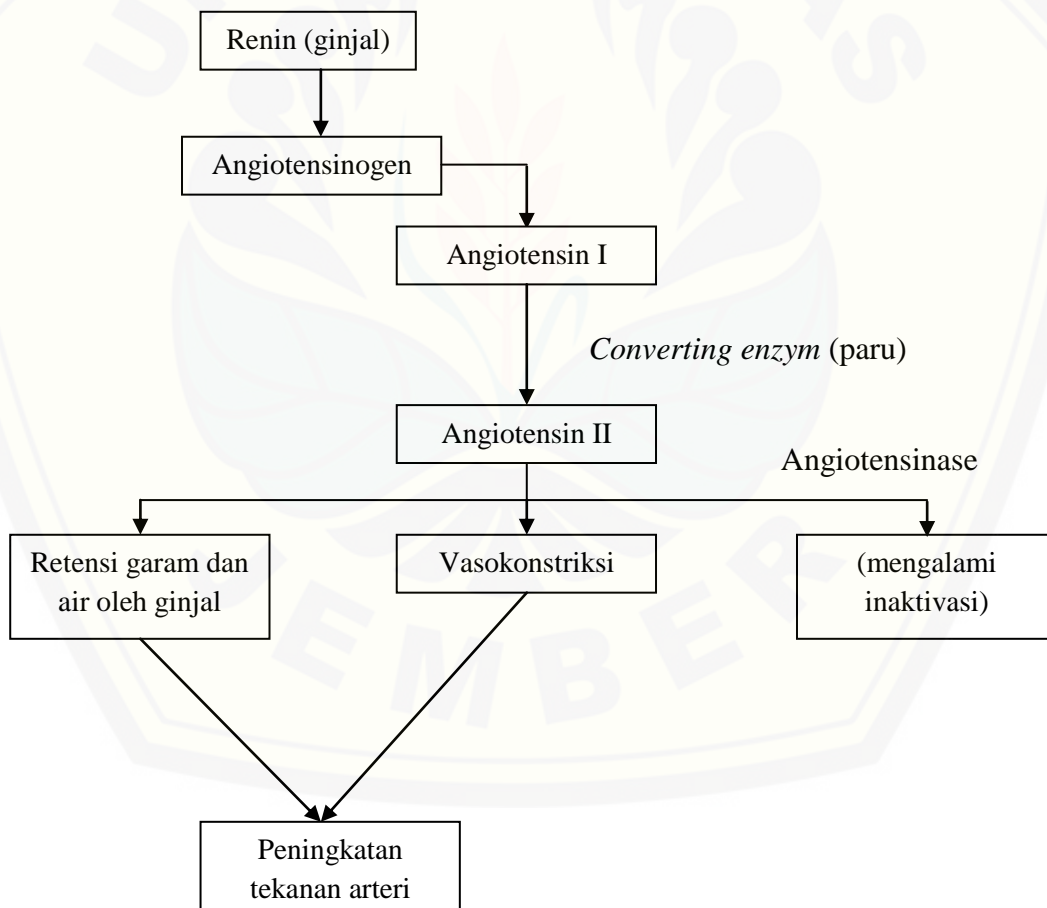 Renin (ginjal)
Angiotensinogen
Angiotensin I
Converting enzym (paru)
Angiotensin II
Angiotensinase
Retensi garam dan
air oleh ginjal
Vasokonstriksi
(mengalami
inaktivasi)
Peningkatan
tekanan arteri
JEMBER